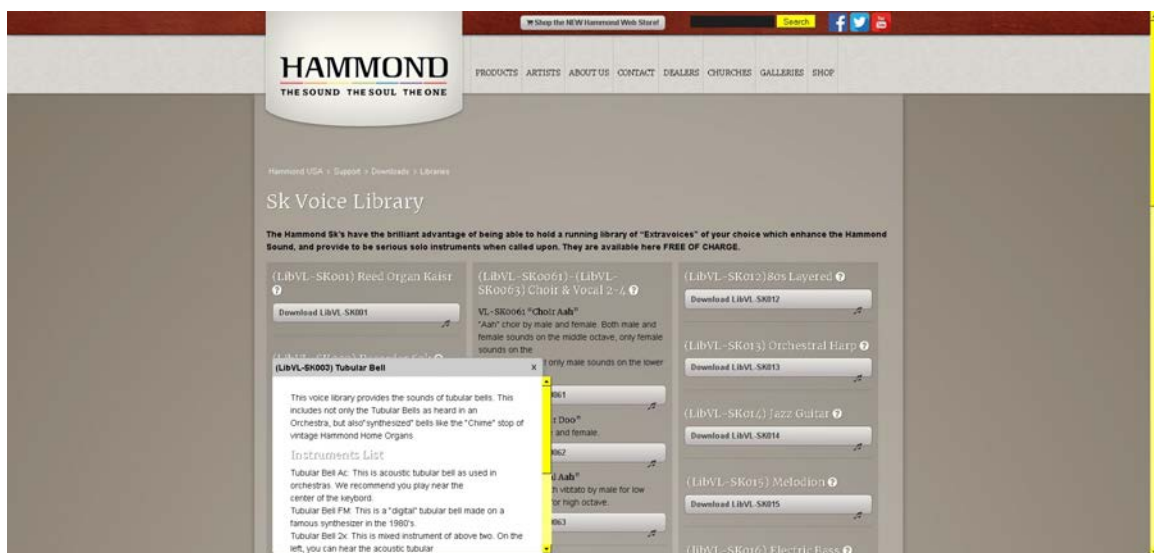 Shop the NEW Hammond Web Store!
Search
HAMMOND
THE SOUND THE SOUL THE ONE
PRODUCTS ARTISTS ABOUT US CONTACT DEALERS CHURCHES GALLERIES SHOP
Hammond USA > Support > Downloads > Libraries
Sk Voice Library
The Hammond Sk's have the brilliant advantage of being able to hold a running library of "Extravoices" of your choice which enhance the Hammond
Sound, and provide to be serious solo instruments when called upon. They are available here FREE OF CHARGE.
(LibVL-SK001) Reed Organ Kaisr
Download LibVL-SK001
(LibVL-SK003) Tubular Bell
x
This voice library provides the sounds of tubular bells. This
includes not only the Tubular Bells as heard in an
Orchestra, but also"synthesized" bells like the "Chime" stop of
vintage Hammond Home Organs
Instruments List
Tubular Bell Ac: This is acoustic tubular bell as used in
orchestras. We recommend you play near the
center of the keybord.
Tubular Bell FM: This is a "digital" tubular bell made on a
famous synthesizer in the 1980's.
Tubular Bell 2x: This is mixed instrument of above two. On the
left, you can hear the acoustic tubular
(LibVL-SK0061)-(LibVL-
SK0063) Choir & Vocal 2-4
VL-SK0061 "Choir Aah"
"Aah" choir by male and female. Both male and
female sounds on the middle octave, only female
sounds on the
only male sounds on the lower
0061
Doo"
and female.
0062
Aah"
vibtato by male for low
for high octave.
0063
(LibVL-SK012)80s Layered
Download LibVL-SK012
(LibVL-SK013) Orchestral Harp
Download LibVL-SK013
(LibVL-SK014) Jazz Guitar
Download LibVL-SK014
(LibVL-SK015) Melodion
Download LibVL-SK015
(LibVL-SK016) Electric Bass